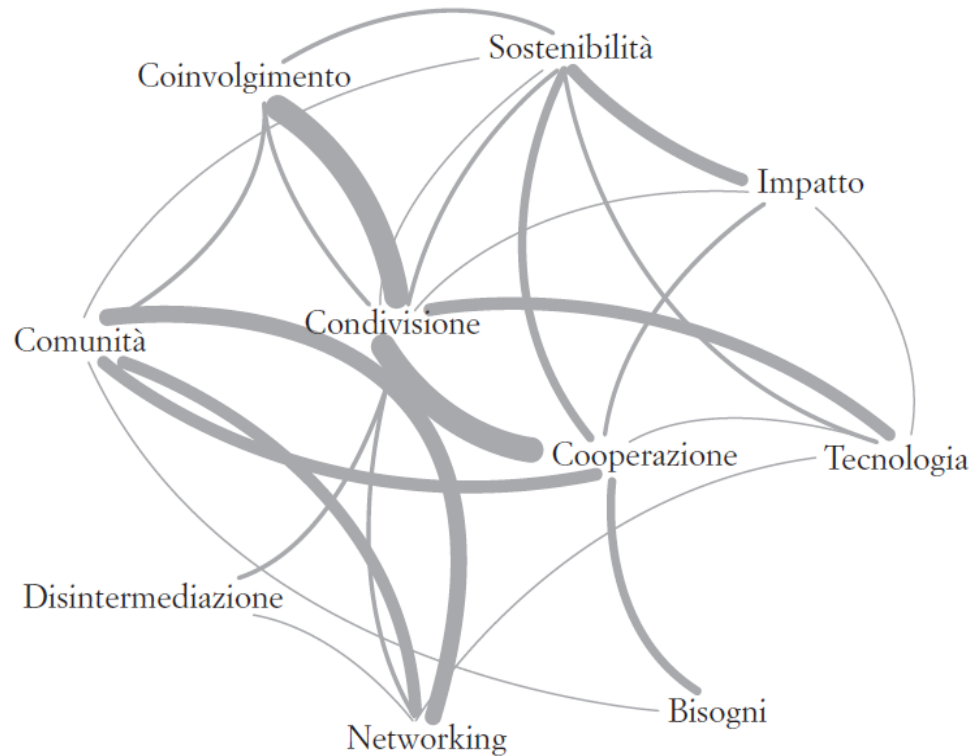 Sostenibilità
Coinvolgimento
Impatto
Condivisione
Comunità
Cooperazione
Tecnologia
Disintermediazione
Bisogni
Networking